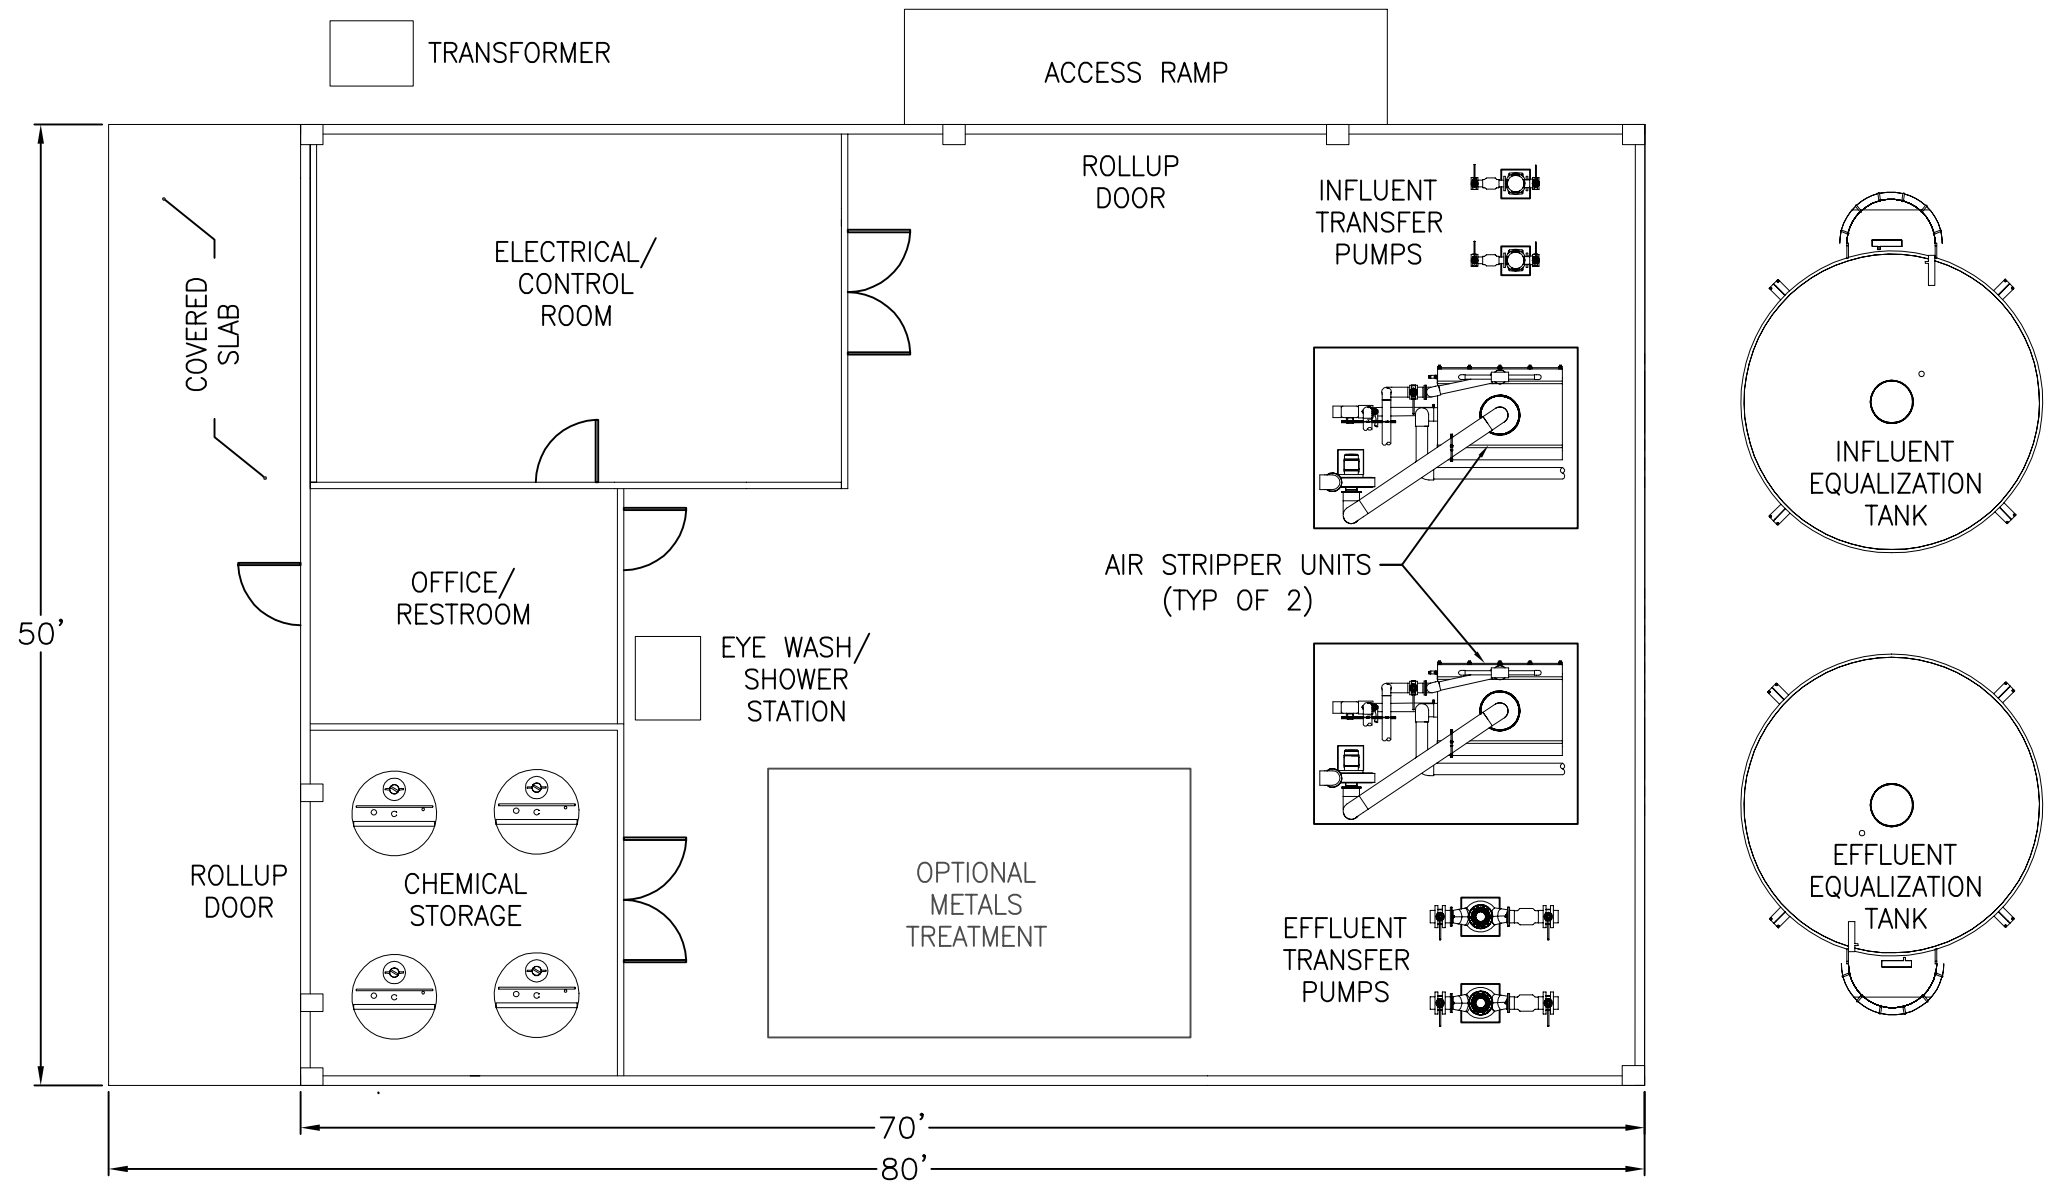 TRANSFORMER
ACCESS RAMP
ROLLUP
DOOR
INFLUENT
TRANSFER
PUMPS
ELECTRICAL/
CONTROL
ROOM
COVERED
SLAB
INFLUENT
EQUALIZATION
TANK
AIR STRIPPER UNITS
(TYP OF 2)
OFFICE/
RESTROOM
50'
EYE WASH/
SHOWER
STATION
ROLLUP
DOOR
CHEMICAL
STORAGE
OPTIONAL
METALS
TREATMENT
EFFLUENT
TRANSFER
PUMPS
EFFLUENT
EQUALIZATION
TANK
70'
80'